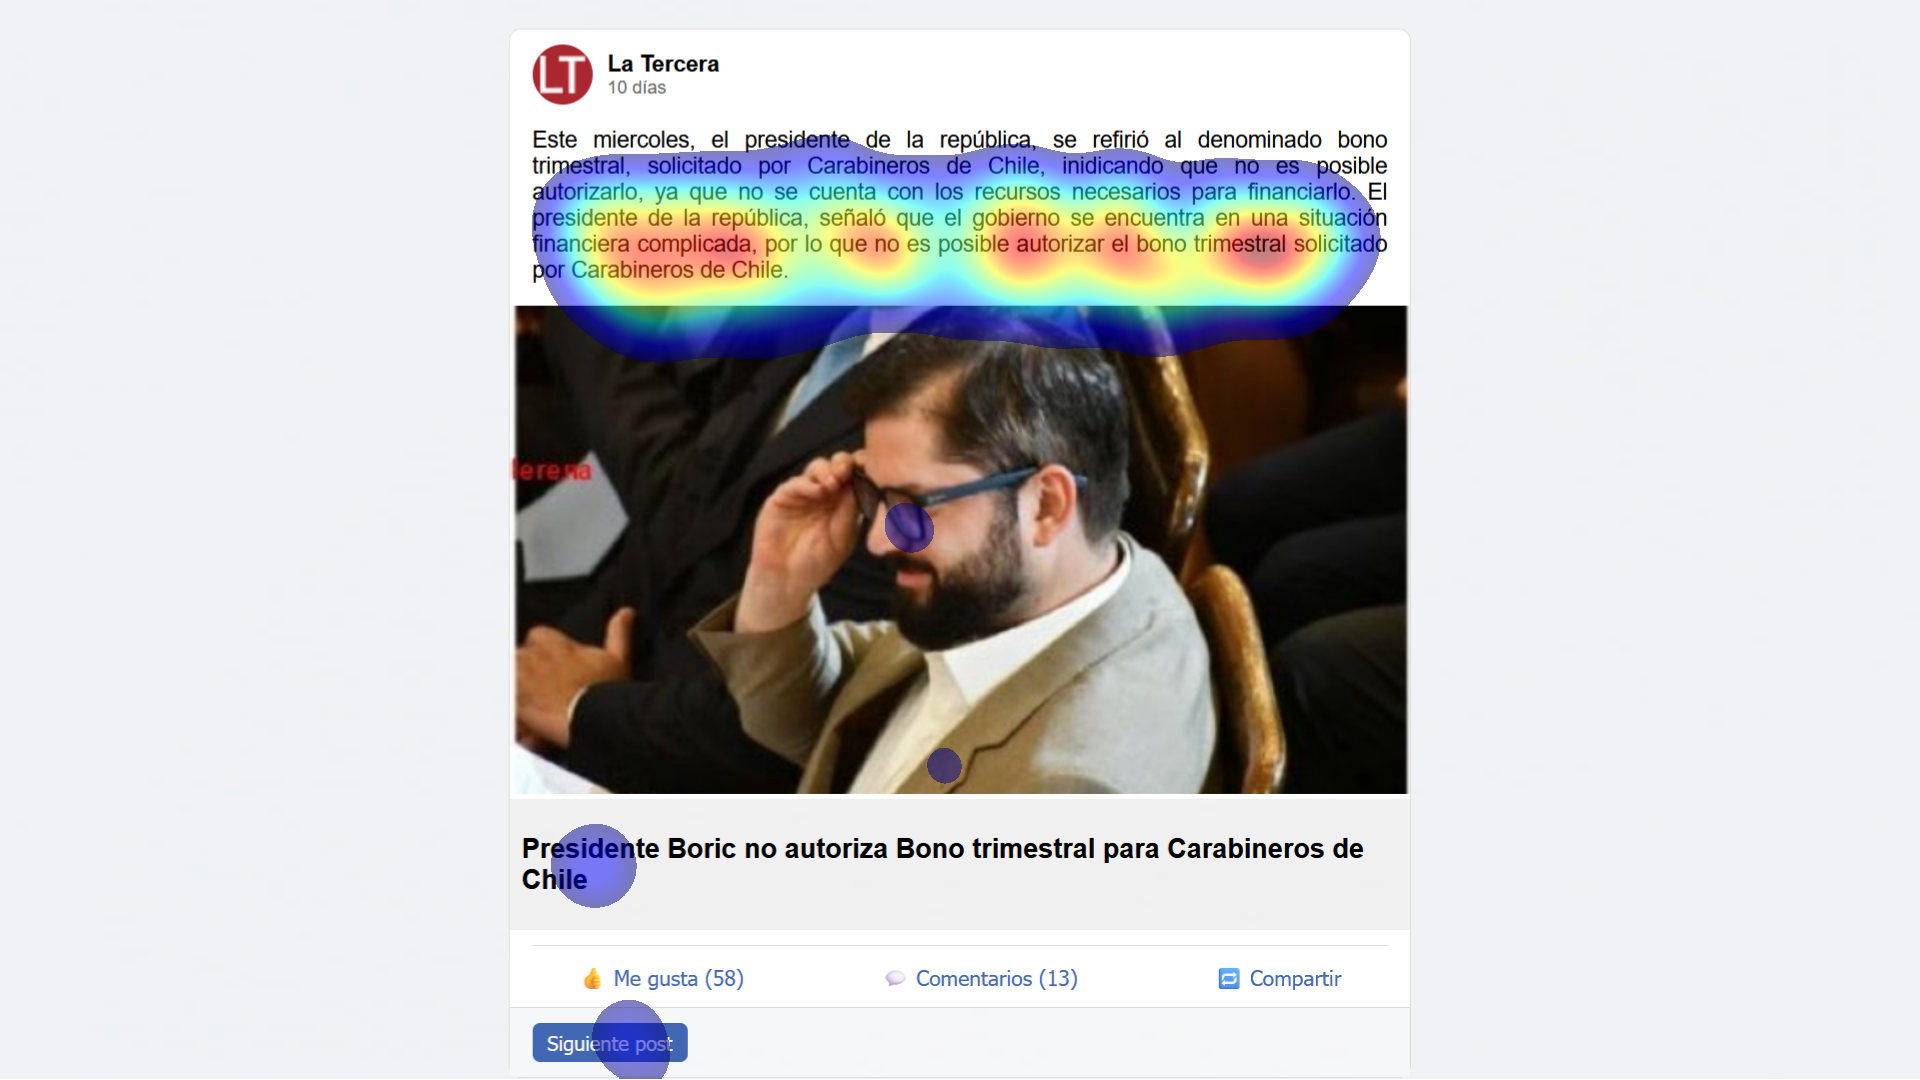 LT
La Tercera
10 días
Este miercoles, el presidente de la república, se refirió al denominado bono
trimestral, solicitado por Carabineros de Chile, inidicando que no es posible
autorizarlo, ya que no se cuenta con los recursos necesarios para financiarlo. El
presidente de la república, señaló que el gobierno se encuentra en una situación
financiera complicada, por lo que no es posible autorizar el bono trimestral solicitado
por Carabineros de Chile.
Presidente Boric no autoriza Bono trimestral para Carabineros de
Chile
👍 Me gusta (58)
💬 Comentarios (13)
🔁 Compartir
Siguiente post